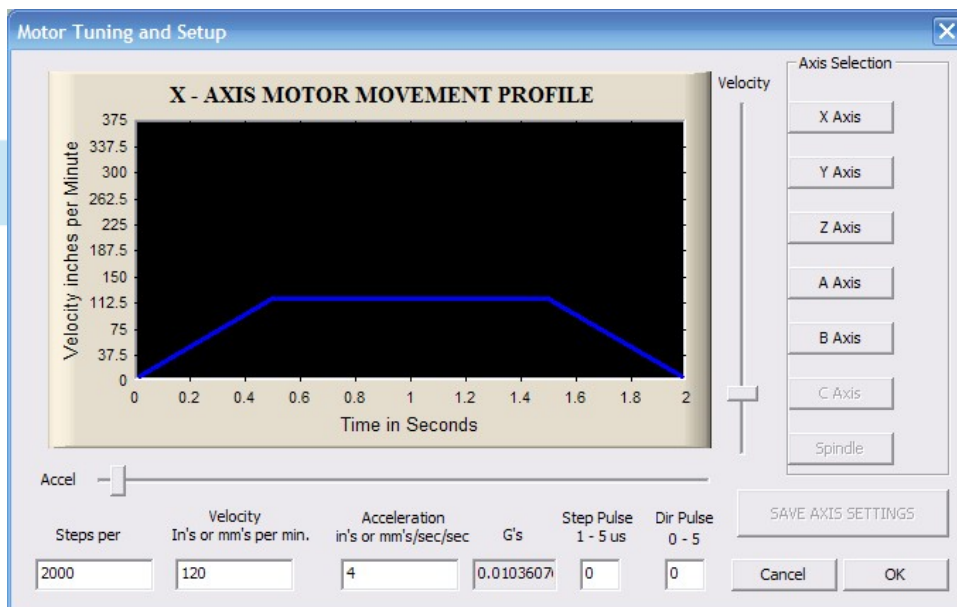 Motor Tuning and Setup
X - AXIS MOTOR MOVEMENT PROFILE
Velocity inches per Minute
375
337.5
300
262.5
225
187.5
150
112.5
75
37.5
0
0 0.2 0.4 0.6 0.8 1 1.2 1.4 1.6 1.8 2
Time in Seconds
Velocity
Axis Selection
X Axis
Y Axis
Z Axis
A Axis
B Axis
C Axis
Spindle
Accel
Steps per
Velocity
In's or mm's per min.
Acceleration
in's or mm's/sec/sec
G's
Step Pulse
1 - 5 us
Dir Pulse
0 - 5
2000
120
4
0
0
SAVE AXIS SETTINGS
Cancel
OK